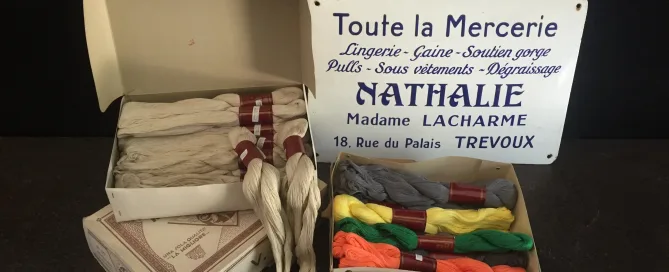 Toute la Mercerie
Lingerie - Gaine - Soutien gorge
Pulls - Sous vêtements - Dégraissage
NATHALIE
Madame LACHARME
18, Rue du Palais TREVOUX